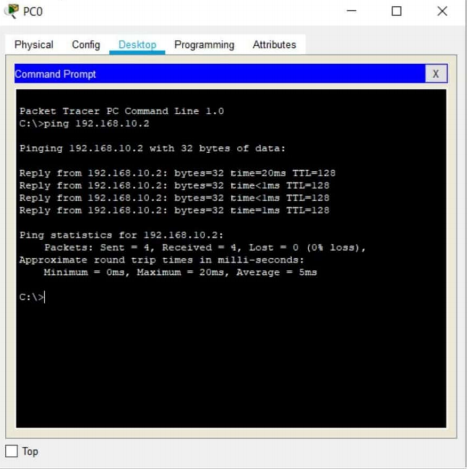 PC0
Physical Config Desktop Programming Attributes
Command Prompt X
Packet Tracer PC Command Line 1.0
C:\>ping 192.168.10.2
Pinging 192.168.10.2 with 32 bytes of data:
Reply from 192.168.10.2: bytes=32 time=20ms TTL=128
Reply from 192.168.10.2: bytes=32 time<1ms TTL=128
Reply from 192.168.10.2: bytes=32 time<1ms TTL=128
Reply from 192.168.10.2: bytes=32 time=1ms TTL=128
Ping statistics for 192.168.10.2:
Packets: Sent = 4, Received = 4, Lost = 0 (0% loss),
Approximate round trip times in milli-seconds:
Minimum = 0ms, Maximum = 20ms, Average = 5ms
C:\>
Top